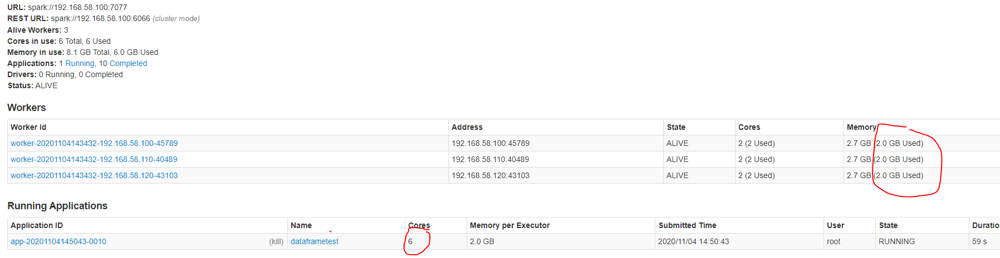 URL: spark://192.168.58.100:7077
REST URL: spark://192.168.58.100:6066 (cluster mode)
Alive Workers: 3
Cores in use: 6 Total, 6 Used
Memory in use: 8.1 GB Total, 6.0 GB Used
Applications: 1 Running, 10 Completed
Drivers: 0 Running, 0 Completed
Status: ALIVE
Workers
Worker Id Address State Cores Memory
worker-20201104143432-192.168.58.100-45789 192.168.58.100:45789 ALIVE 2 (2 Used) 2.7 GB (2.0 GB Used)
worker-20201104143432-192.168.58.110-40489 192.168.58.110:40489 ALIVE 2 (2 Used) 2.7 GB (2.0 GB Used)
worker-20201104143432-192.168.58.120-43103 192.168.58.120:43103 ALIVE 2 (2 Used) 2.7 GB (2.0 GB Used)
Running Applications
Application ID Name Cores Memory per Executor Submitted Time User State Duratio
app-20201104145043-0010 (kill) dataframetest 6 2.0 GB 2020/11/04 14:50:43 root RUNNING 59 s